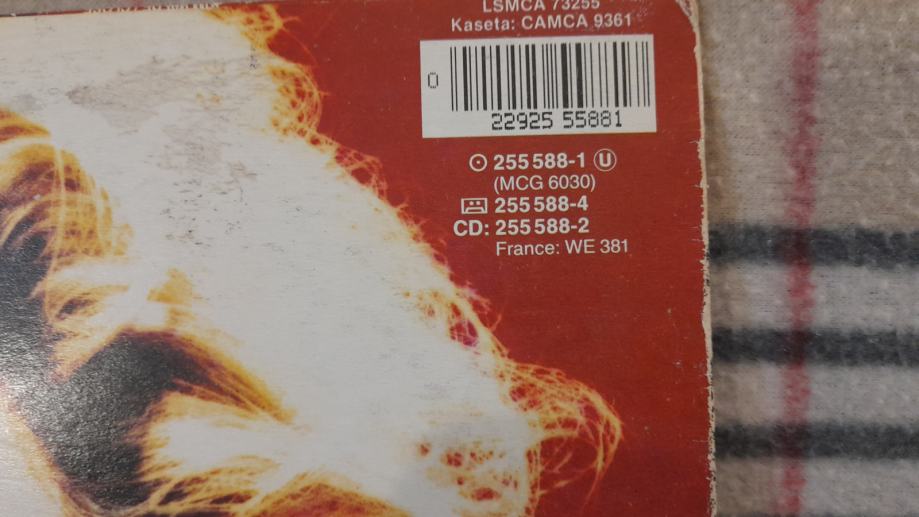 LSMCA 73255
Kaseta: CAMCA 9361
0
22925 55881
255 588-1 U
(MCG 6030)
255 588-4
CD: 255 588-2
France: WE 381